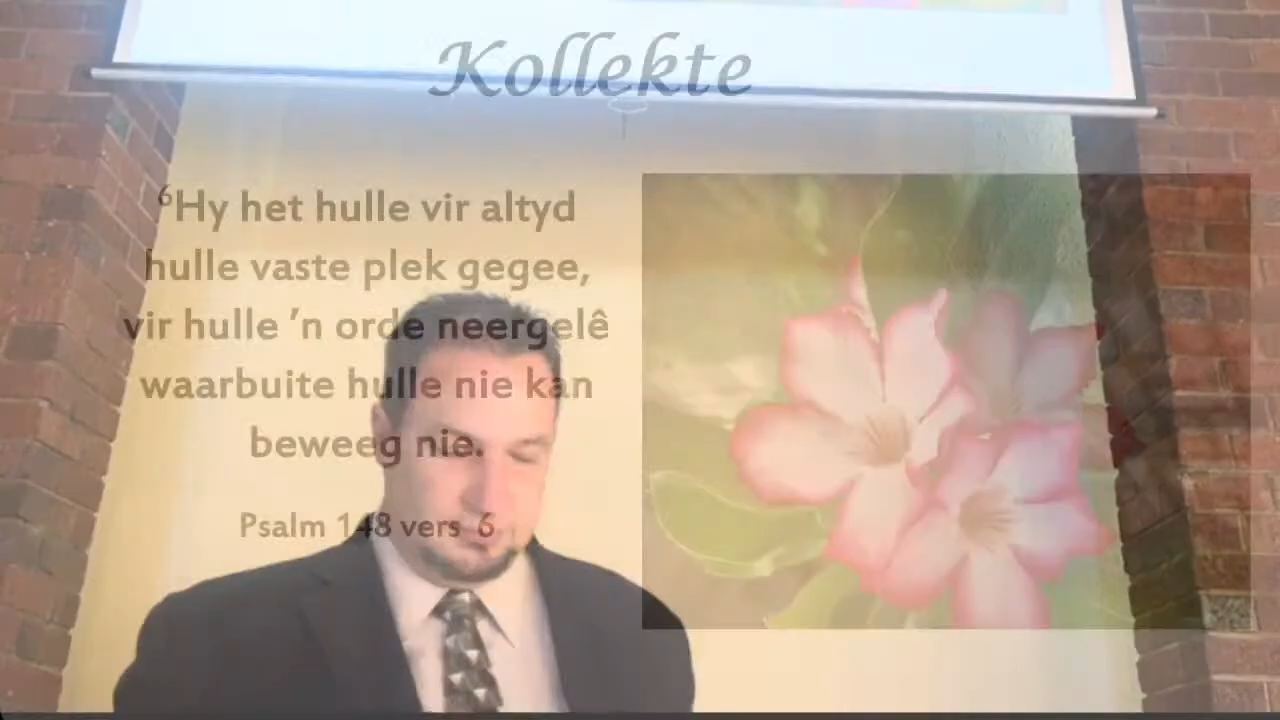 Kollekte
⁶Hy het hulle vir altyd
hulle vaste plek gegee,
vir hulle ’n orde neergelê
waarbuite hulle nie kan
beweeg nie.
Psalm 148 vers 6